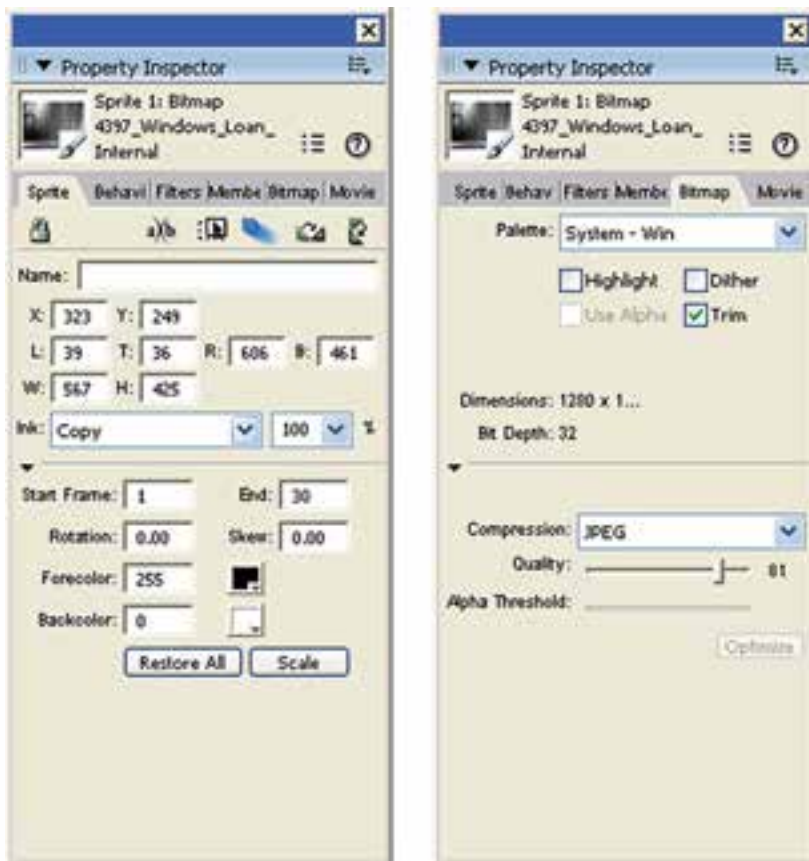 Property Inspector
Sprite 1: Bitmap
4397_Windows_Loan_
Internal
Sprite Behavi Filters Membe Bitmap Movie
Name:
X: 323 Y: 249
L: 39 T: 36 R: 606 B: 461
W: 567 H: 425
Ink: Copy 100 %
Start Frame: 1 End: 30
Rotation: 0.00 Skew: 0.00
Forecolor: 255
Backcolor: 0
Restore All Scale
Property Inspector
Sprite 1: Bitmap
4397_Windows_Loan_
Internal
Sprite Behav Filters Membe Bitmap Movie
Palette: System - Win
Highlight Dither
Use Alpha Trim
Dimensions: 1280 x 1...
Bit Depth: 32
Compression: JPEG
Quality: 81
Alpha Threshold:
Optimize